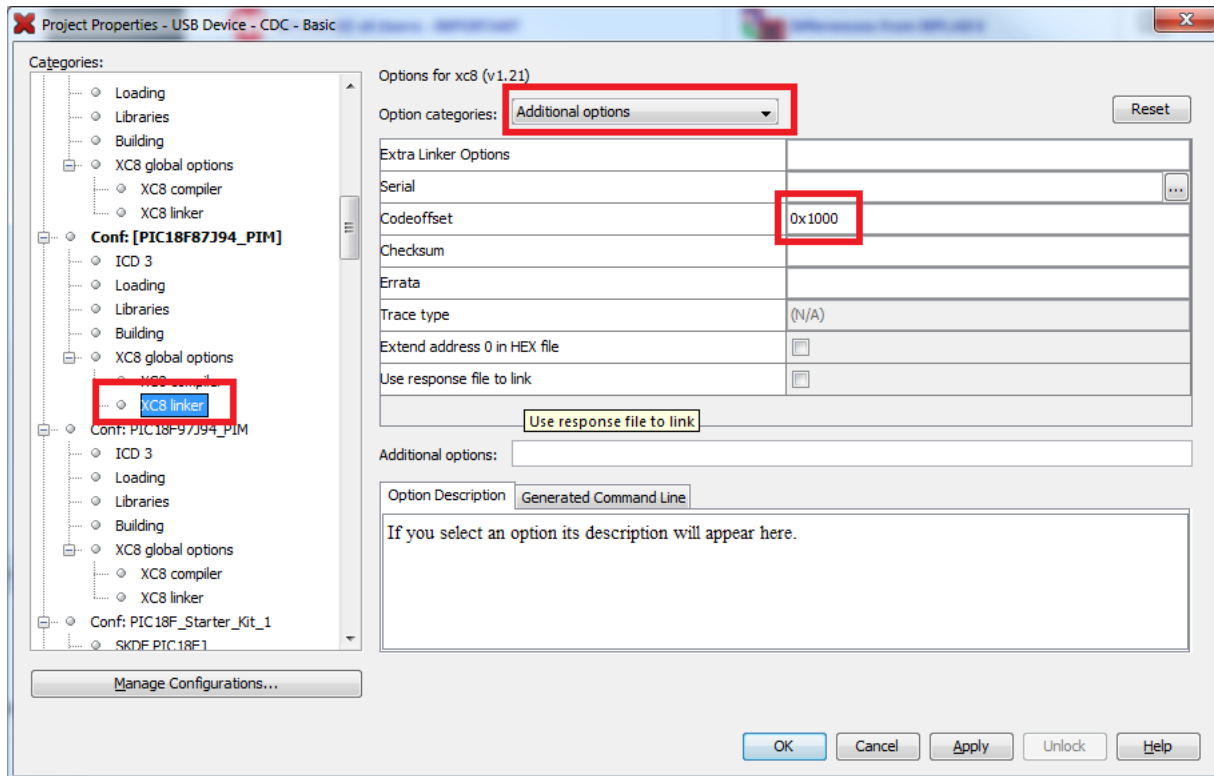 Project Properties - USB Device - CDC - Basic
Categories:
Loading
Libraries
Building
XC8 global options
XC8 compiler
XC8 linker
Conf: [PIC18F87J94_PIM]
ICD 3
Loading
Libraries
Building
XC8 global options
XC8 compiler
XC8 linker
Conf: PIC18F97J94_PIM
ICD 3
Loading
Libraries
Building
XC8 global options
XC8 compiler
XC8 linker
Conf: PIC18F_Starter_Kit_1
Manage Configurations...
Options for xc8 (v1.21)
Option categories: Additional options Reset
Extra Linker Options
Serial ...
Codeoffset 0x1000
Checksum
Errata
Trace type (N/A)
Extend address 0 in HEX file
Use response file to link
Use response file to link
Additional options:
Option Description Generated Command Line
If you select an option its description will appear here.
OK Cancel Apply Unlock Help